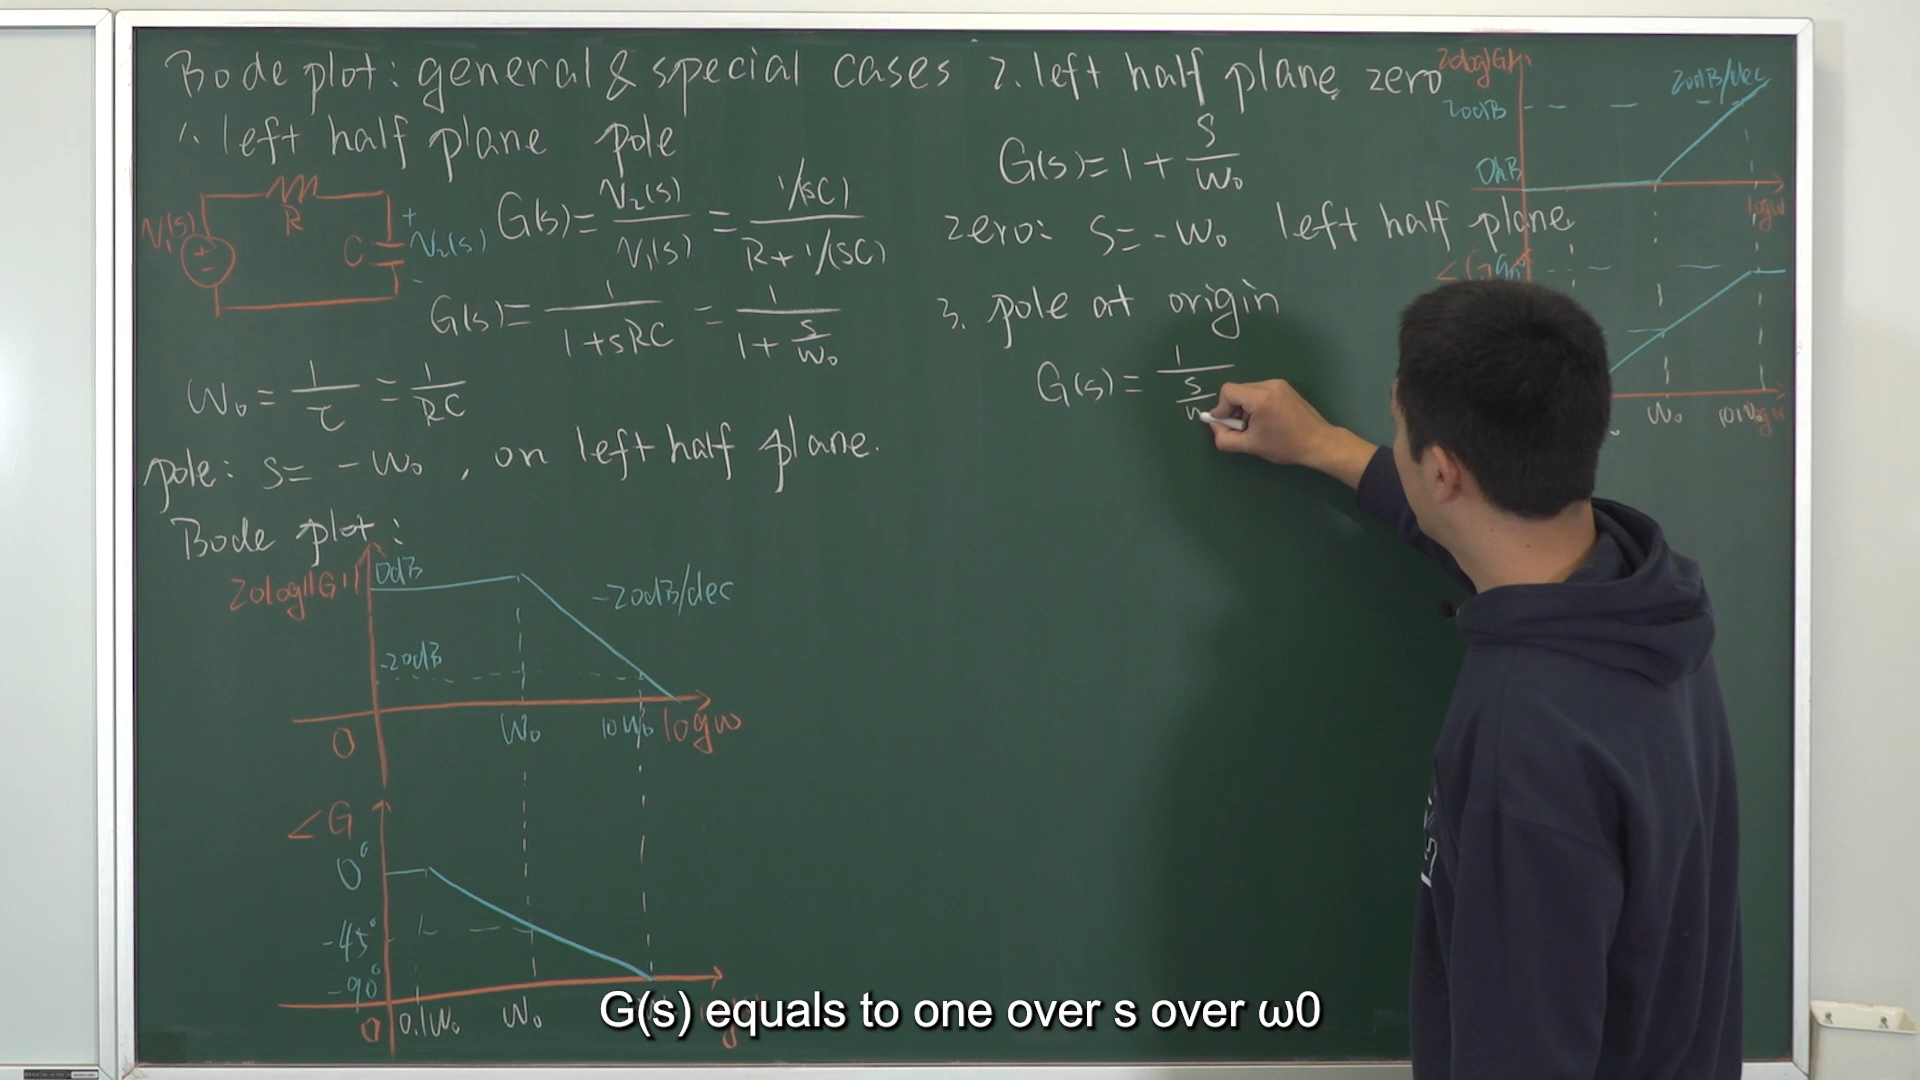 Bode plot: general & special cases
1. left half plane pole
V₁(s)
R
C
+
V₂(s)
-
G(s) = V₂(s)/V₁(s) = 1/(sC) / R + 1/(sC)
G(s) = 1/(1+sRC) = 1/(1 + s/ω₀)
ω₀ = 1/τ = 1/RC
pole: s = -ω₀, on left half plane.
Bode plot:
20log|G|
0dB
-20dB/dec
-20dB
0
ω₀
10ω₀
logω
∠G
0°
-45°
-90°
0
0.1ω₀
ω₀
2. left half plane zero
G(s) = 1 + s/ω₀
zero: s = -ω₀ left half plane.
3. pole at origin
G(s) = 1 / s/ω
20log|G|
20dB
20dB/dec
0dB
logω
∠G
90°
ω₀
10ω₀
logω
G(s) equals to one over s over ω0